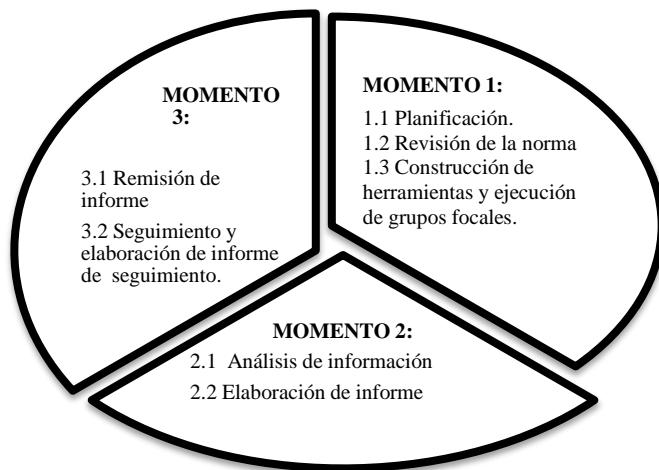 MOMENTO 1:
1.1 Planificación.
1.2 Revisión de la norma
1.3 Construcción de
herramientas y ejecución
de grupos focales.
MOMENTO 2:
2.1 Análisis de información
2.2 Elaboración de informe
MOMENTO
3:
3.1 Remisión de
informe
3.2 Seguimiento y
elaboración de informe
de seguimiento.